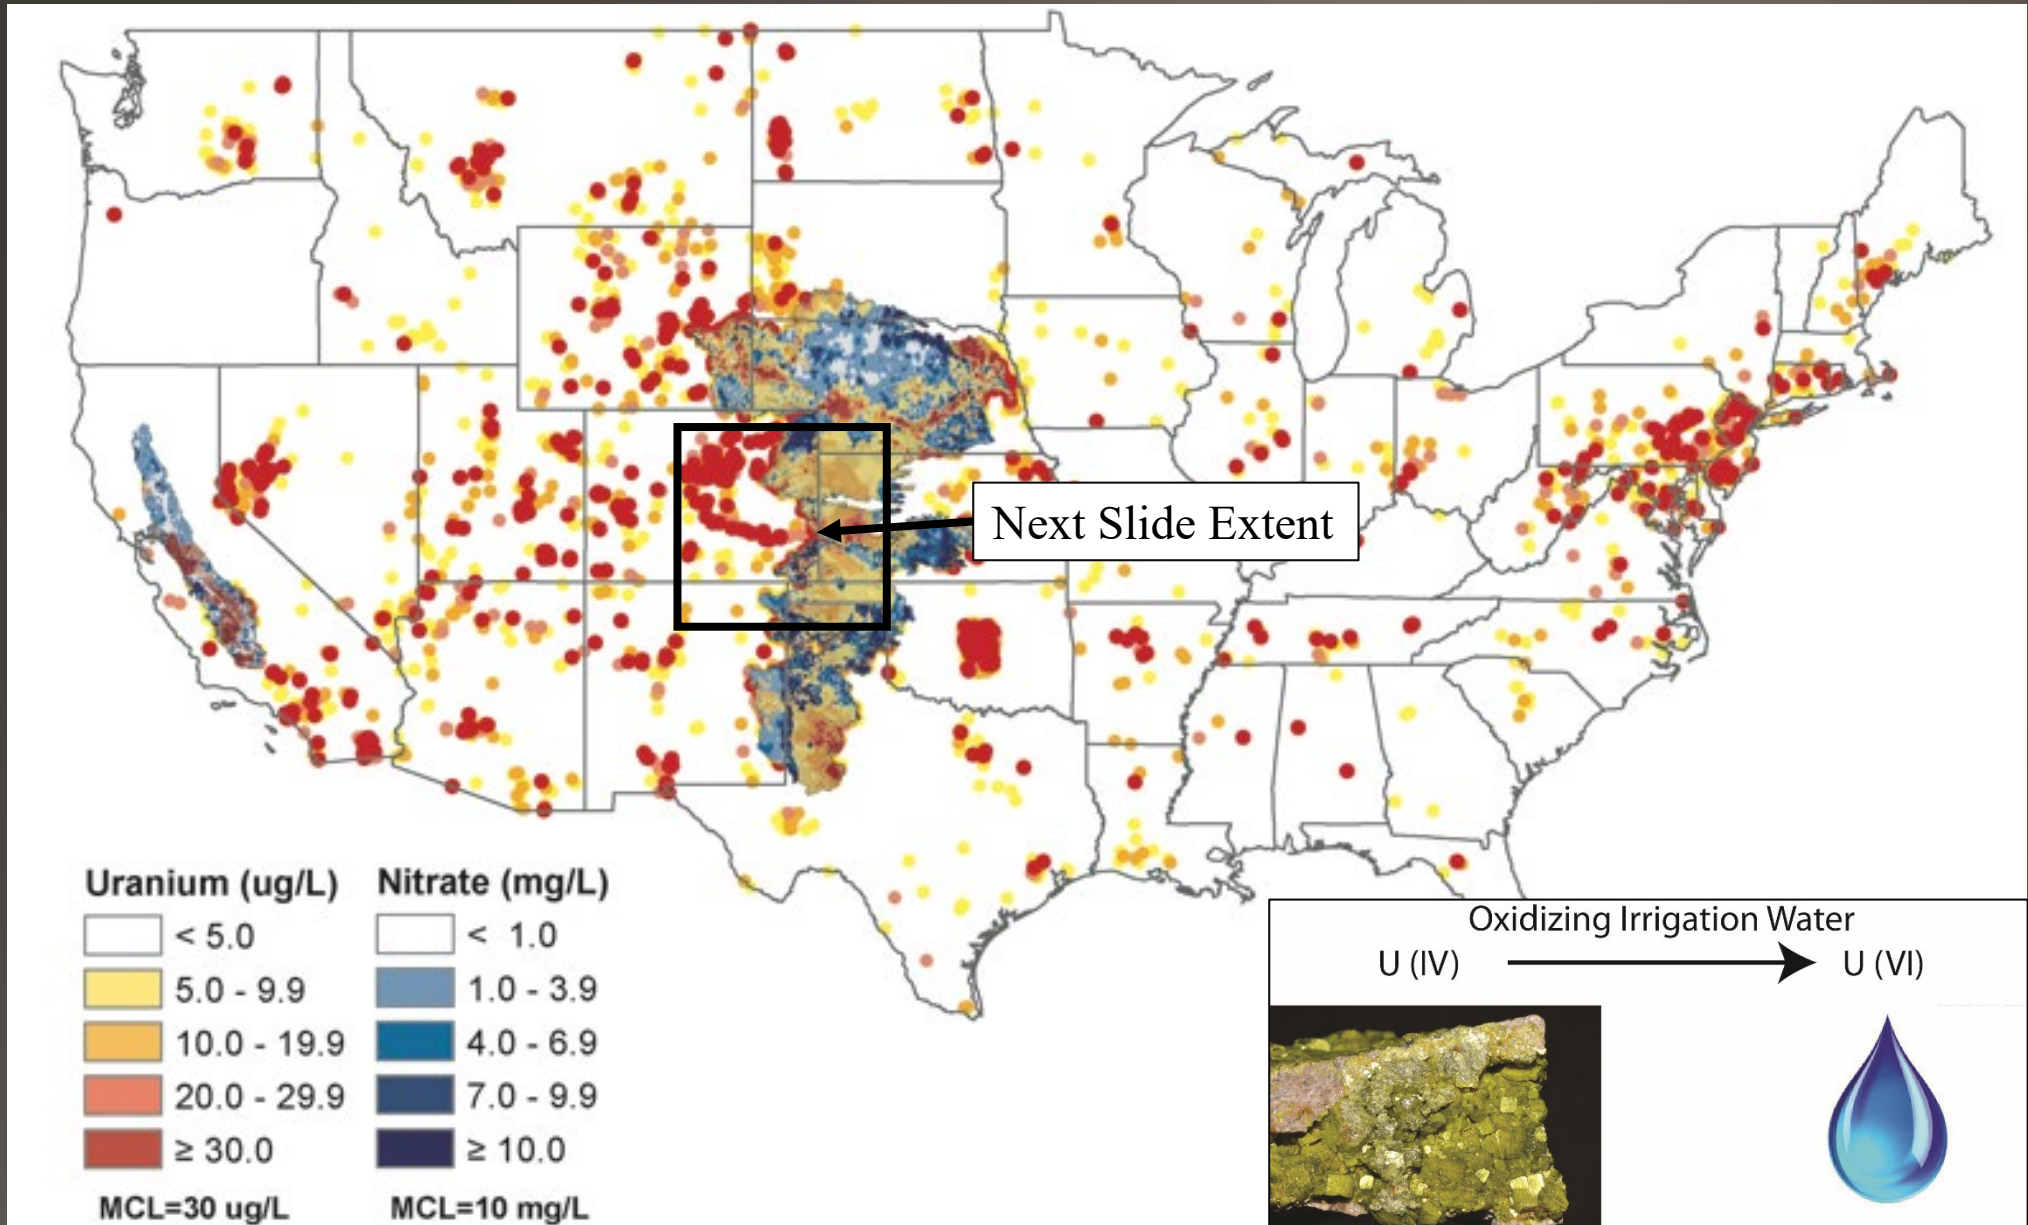 Next Slide Extent
Uranium (ug/L)
< 5.0
5.0 - 9.9
10.0 - 19.9
20.0 - 29.9
≥ 30.0
MCL=30 ug/L
Nitrate (mg/L)
< 1.0
1.0 - 3.9
4.0 - 6.9
7.0 - 9.9
≥ 10.0
MCL=10 mg/L
Oxidizing Irrigation Water
U (IV)
U (VI)